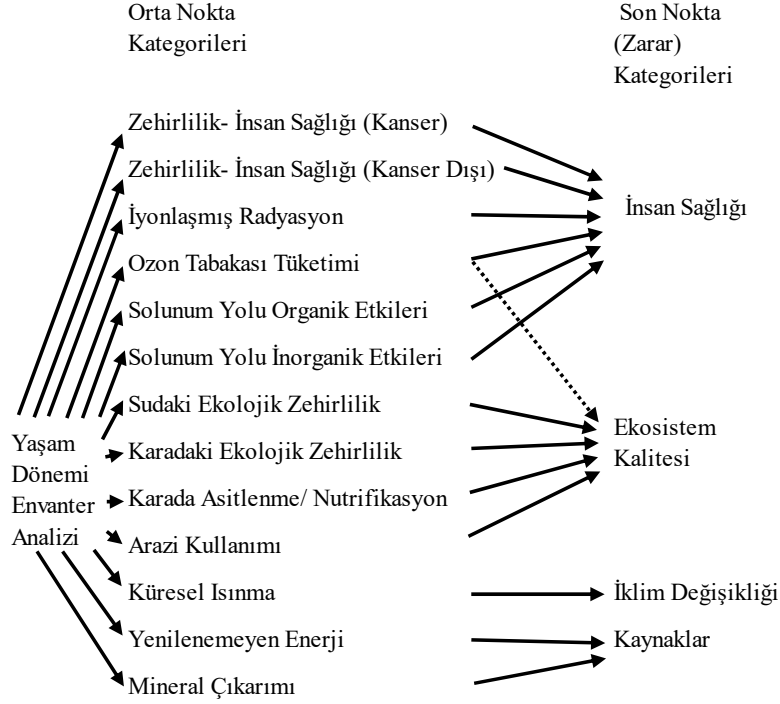 Orta Nokta
Kategorileri
Son Nokta
(Zarar)
Kategorileri
Zehirlilik- İnsan Sağlığı (Kanser)
Zehirlilik- İnsan Sağlığı (Kanser Dışı)
İyonlaşmış Radyasyon
Ozon Tabakası Tüketimi
Solunum Yolu Organik Etkileri
Solunum Yolu İnorganik Etkileri
Sudaki Ekolojik Zehirlilik
Karadaki Ekolojik Zehirlilik
Karada Asitlenme/ Nutrifikasyon
Arazi Kullanımı
Küresel Isınma
Yenilenemeyen Enerji
Mineral Çıkarımı
Yaşam
Dönemi
Envanter
Analizi
İnsan Sağlığı
Ekosistem
Kalitesi
İklim Değişikliği
Kaynaklar